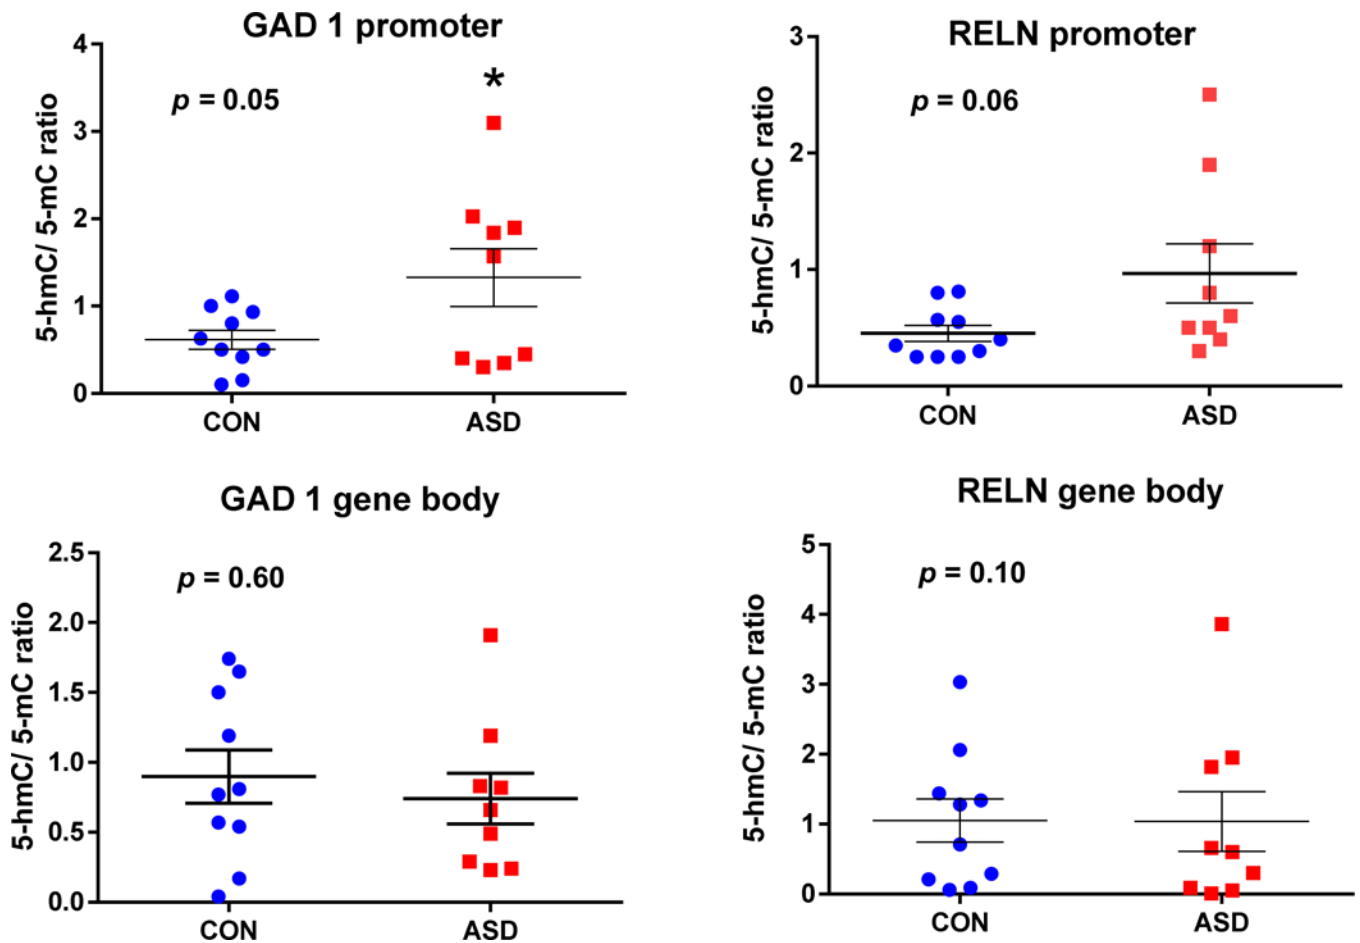 GAD 1 promoter
4
3
2
1
0
5-hmC/ 5-mC ratio
p = 0.05
*
CON
ASD
RELN promoter
3
2
1
0
5-hmC/ 5-mC ratio
p = 0.06
CON
ASD
GAD 1 gene body
2.5
2.0
1.5
1.0
0.5
0.0
5-hmC/ 5-mC ratio
p = 0.60
CON
ASD
RELN gene body
5
4
3
2
1
0
5-hmC/ 5-mC ratio
p = 0.10
CON
ASD